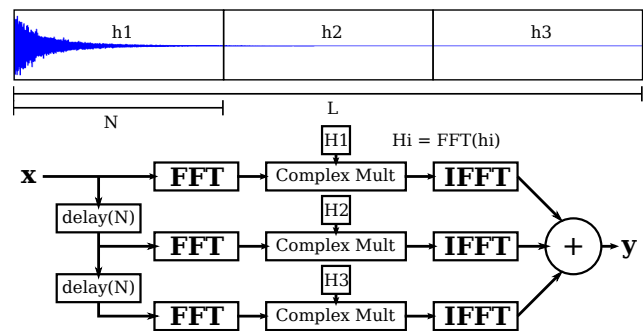 h1 h2 h3
L
N
H1 Hi = FFT(hi)
x FFT Complex Mult IFFT
delay(N)
H2
FFT Complex Mult IFFT + y
delay(N)
H3
FFT Complex Mult IFFT